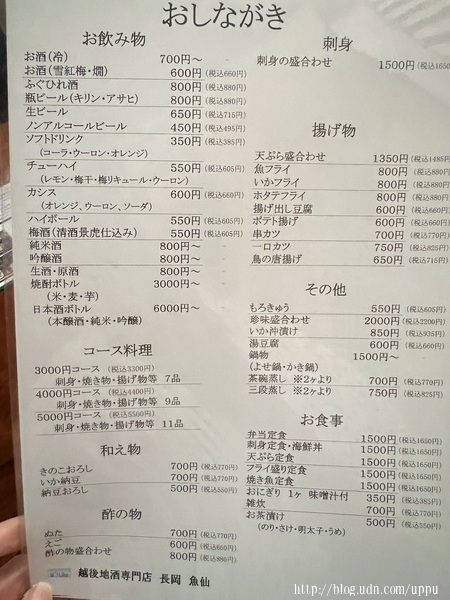 おしながき
お飲み物
お酒(冷) 700円～
お酒(雪紅梅・燗) 600円(税込660円)
ふぐひれ酒 800円(税込880円)
瓶ビール(キリン・アサヒ) 800円(税込880円)
生ビール 650円(税込715円)
ノンアルコールビール 450円(税込495円)
ソフトドリンク 350円(税込385円)
(コーラ・ウーロン・オレンジ)
チューハイ 550円(税込605円)
(レモン・梅干・梅リキュール・ウーロン)
カシス 600円(税込660円)
(オレンジ、ウーロン、ソーダ)
ハイボール 550円(税込605円)
梅酒(清酒景虎仕込み) 550円(税込605円)
純米酒 800円～
吟醸酒 800円～
生酒・原酒 800円～
焼酎ボトル 3000円～
(米・麦・芋)
日本酒ボトル 6000円～
(本醸酒・純米・吟醸)
コース料理
3000円コース (税込3300円)
刺身・焼き物・揚げ物等 7品
4000円コース (税込4400円)
刺身・焼き物・揚げ物等 9品
5000円コース (税込5500円)
刺身・焼き物・揚げ物等 11品
和え物
きのこおろし 700円(税込770円)
いか納豆 700円(税込770円)
納豆おろし 500円(税込550円)
酢の物
ぬた 700円(税込770円)
えご 600円(税込660円)
酢の物盛合わせ 800円(税込880円)
刺身
刺身の盛合わせ 1500円(税込1650
揚げ物
天ぷら盛合わせ 1350円(税込1485円
魚フライ 800円(税込880円)
いかフライ 800円(税込880円)
ホタテフライ 800円(税込880円)
揚げ出し豆腐 600円(税込660円)
ポテト揚げ 600円(税込660円)
串カツ 700円(税込770円)
一口カツ 750円(税込825円)
鳥の唐揚げ 650円(税込715円)
その他
もろきゅう 550円(税込605円)
珍味盛合わせ 2000円(税込2200円)
いか沖漬け 850円(税込935円)
湯豆腐 600円(税込660円)
鍋物 1500円～
(よせ鍋・かき鍋)
茶碗蒸し ※2ヶより 700円(税込770円)
三段蒸し ※2ヶより 750円(税込825円)
お食事
弁当定食 1500円(税込1650円)
刺身定食・海鮮丼 1500円(税込1650円)
天ぷら定食 1500円(税込1650円)
フライ盛り定食 1500円(税込1650円)
焼き魚定食 1500円(税込1650円)
おにぎり 1ヶ 味噌汁付 350円(税込385円)
雑炊 700円(税込770円)
お茶漬け 500円(税込550円)
(のり・さけ・明太子・うめ)
越後地酒専門店 長岡 魚仙
http://blog.udn.com/uppu